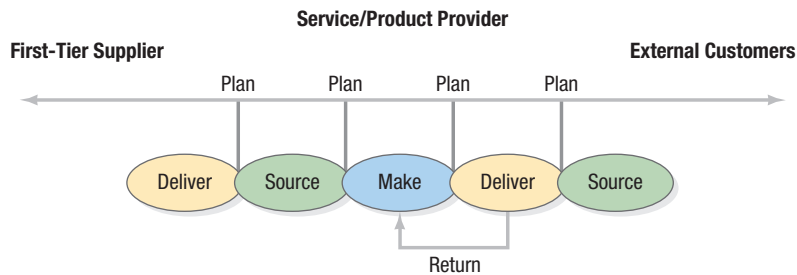 Service/Product Provider
First-Tier Supplier External Customers
Plan Plan Plan Plan
Deliver Source Make Deliver Source
Return